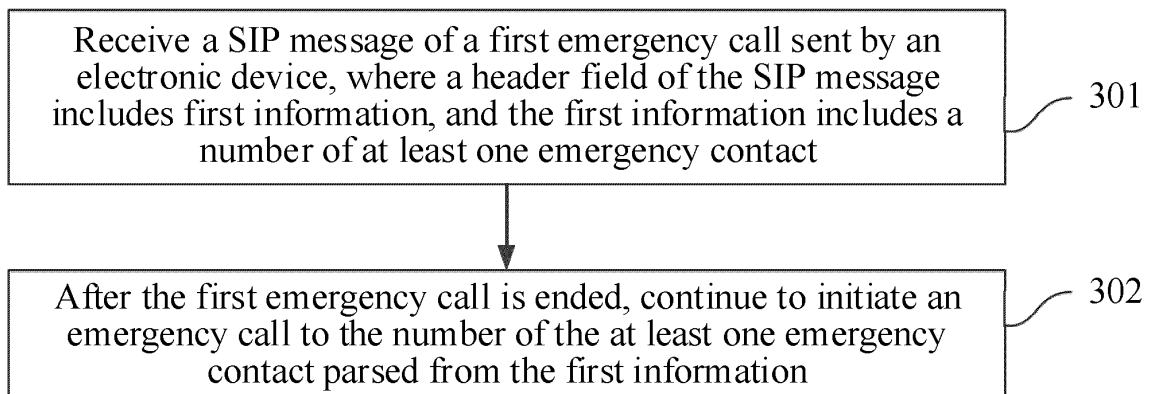 Receive a SIP message of a first emergency call sent by an
electronic device, where a header field of the SIP message
includes first information, and the first information includes a
number of at least one emergency contact
301
After the first emergency call is ended, continue to initiate an
emergency call to the number of the at least one emergency
contact parsed from the first information
302